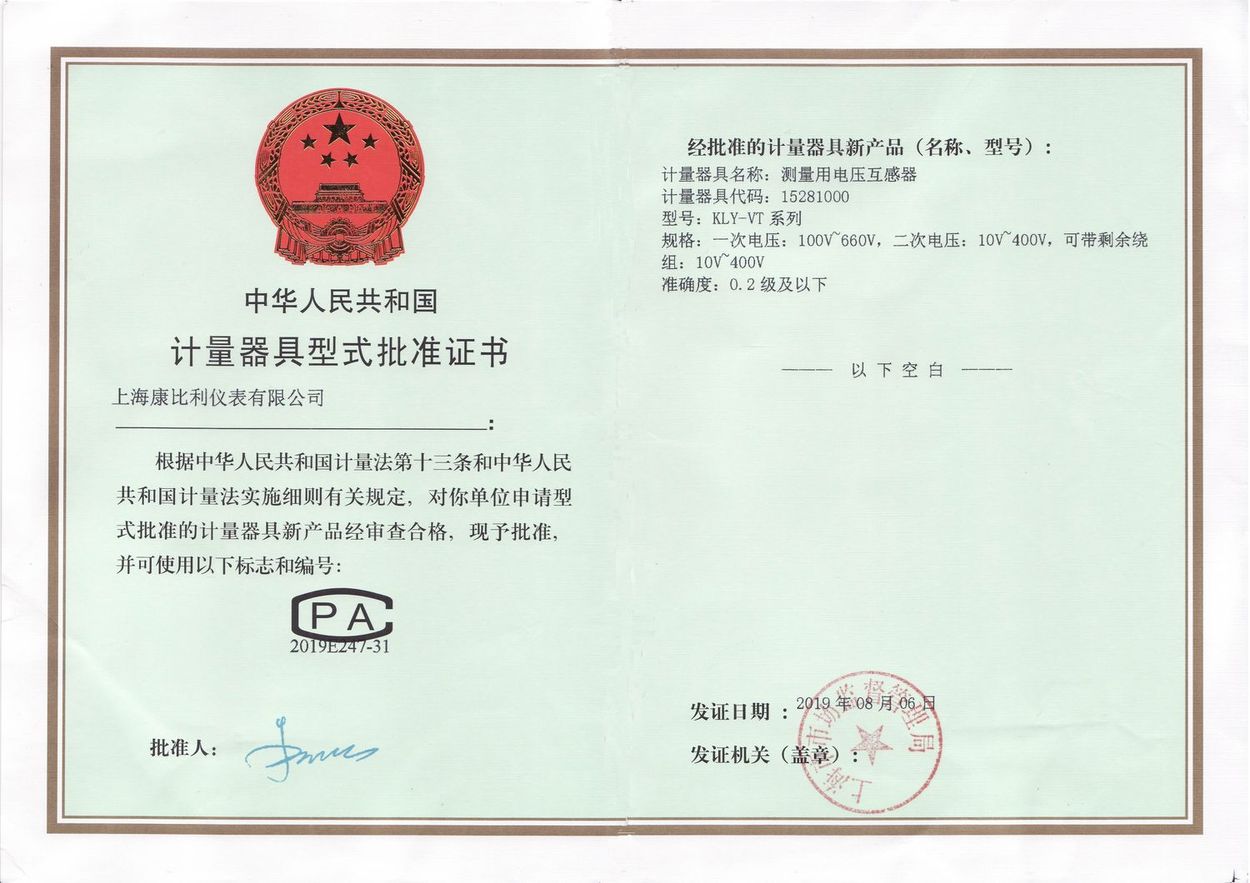 中华人民共和国
计量器具型式批准证书
上海康比利仪表有限公司
:
根据中华人民共和国计量法第十三条和中华人民
共和国计量法实施细则有关规定，对你单位申请型
式批准的计量器具新产品经审查合格，现予批准，
并可使用以下标志和编号：
CPA
2019E247-31
批准人：
经批准的计量器具新产品（名称、型号）：
计量器具名称：测量用电压互感器
计量器具代码：15281000
型号：KLY-VT 系列
规格：一次电压：100V~660V，二次电压：10V~400V，可带剩余绕
组：10V~400V
准确度：0.2 级及以下
——— 以 下 空 白 ———
发证日期：2019 年 08 月 06 日
发证机关（盖章）：
上海市市场监督管理局